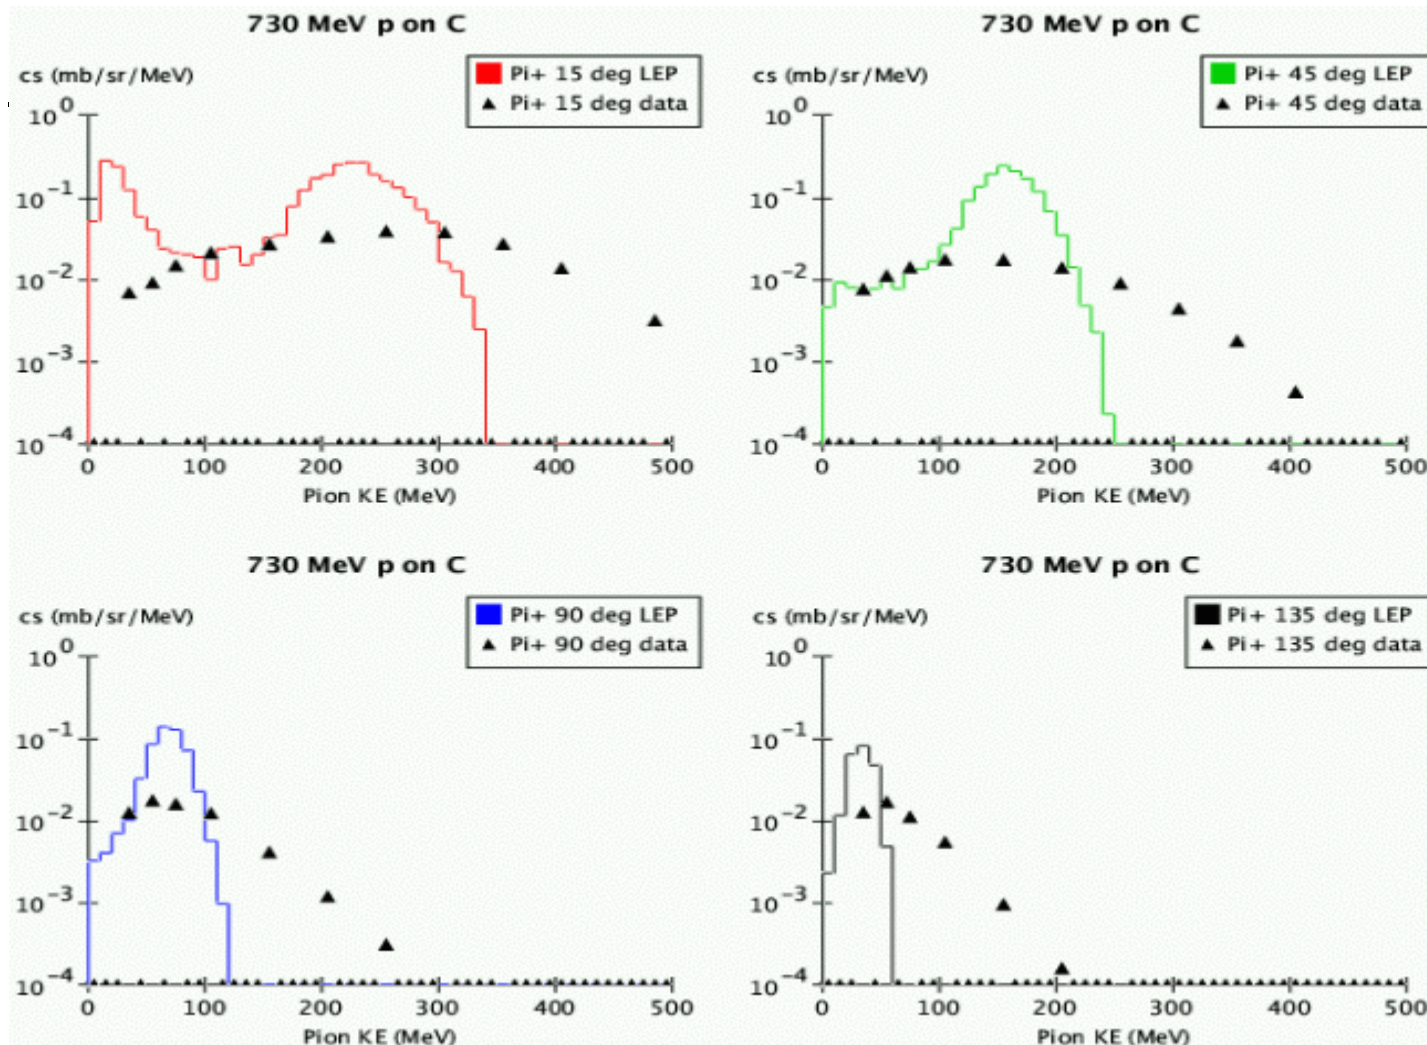 730 MeV p on C
cs (mb/sr/MeV)
Pi+ 15 deg LEP
Pi+ 15 deg data
10^0
10^-1
10^-2
10^-3
10^-4
0 100 200 300 400 500
Pion KE (MeV)
730 MeV p on C
cs (mb/sr/MeV)
Pi+ 45 deg LEP
Pi+ 45 deg data
10^0
10^-1
10^-2
10^-3
10^-4
0 100 200 300 400 500
Pion KE (MeV)
730 MeV p on C
cs (mb/sr/MeV)
Pi+ 90 deg LEP
Pi+ 90 deg data
10^0
10^-1
10^-2
10^-3
10^-4
0 100 200 300 400 500
Pion KE (MeV)
730 MeV p on C
cs (mb/sr/MeV)
Pi+ 135 deg LEP
Pi+ 135 deg data
10^0
10^-1
10^-2
10^-3
10^-4
0 100 200 300 400 500
Pion KE (MeV)